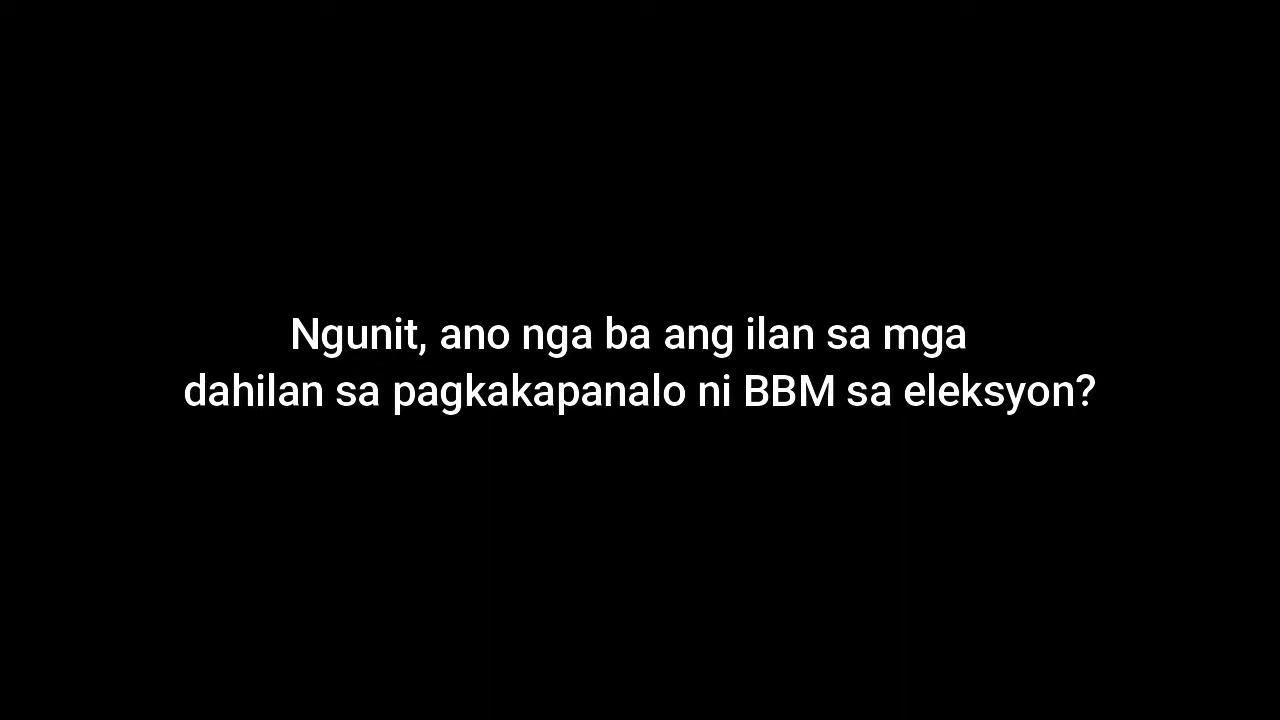 Ngunit, ano nga ba ang ilan sa mga
dahilan sa pagkakapanalo ni BBM sa eleksyon?